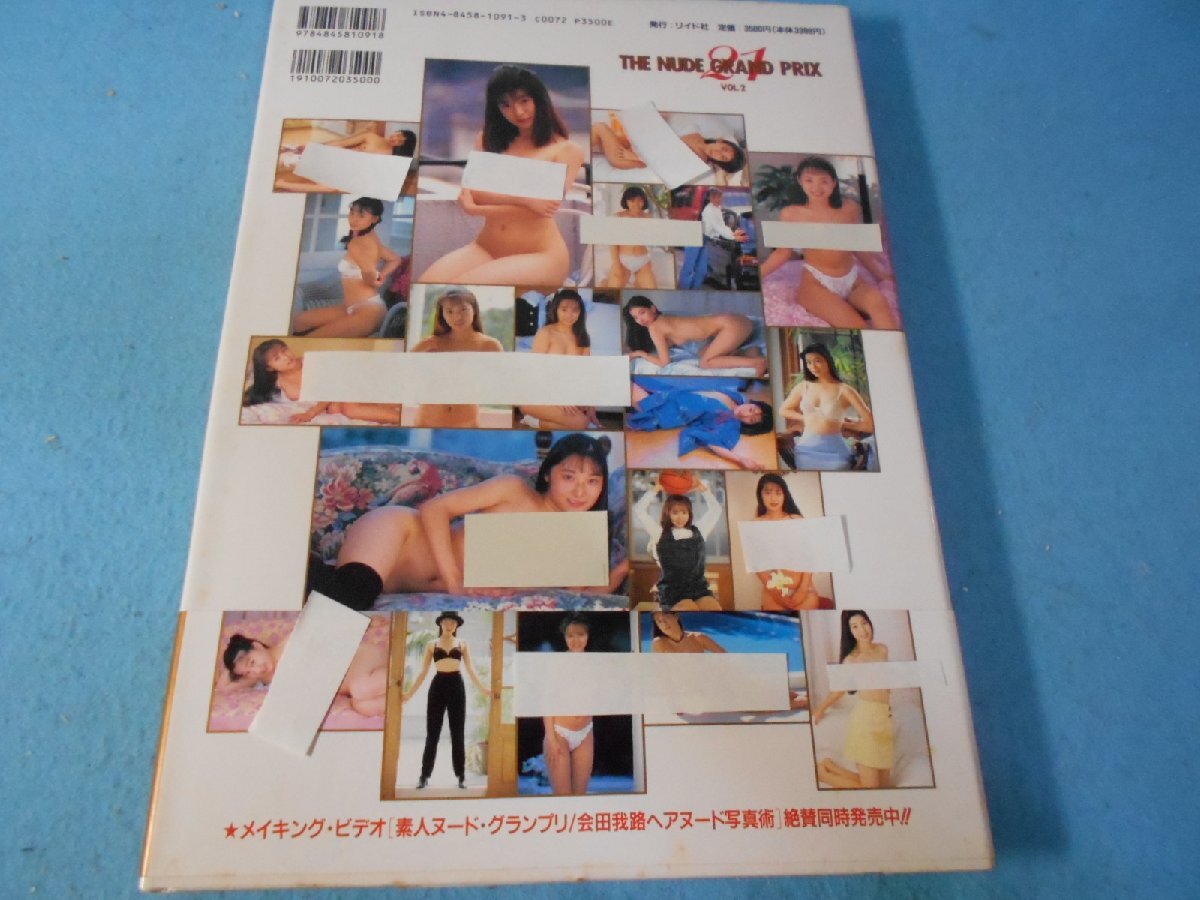 ISBN4-8458-1091-3 C0072 P3500E
発行:リイド社 定価:3500円(本体3398円)
9784845810918
1910072035000
THE NUDE GRAND PRIX
21
VOL.2
★メイキング・ビデオ[素人ヌード・グランプリ/会田我路ヘアヌード写真術]絶賛同時発売中!!